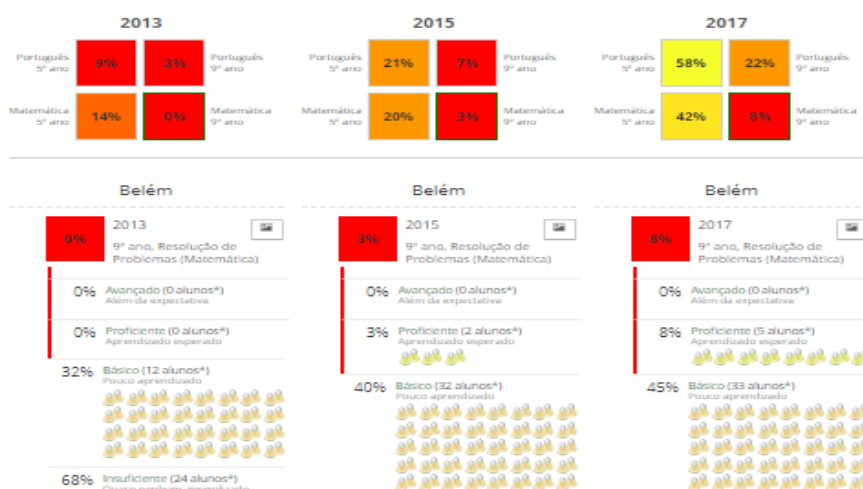 2013 2015 2017
Português 5º ano 9% 3% Português 9º ano
Português 5º ano 21% 7% Português 9º ano
Português 5º ano 58% 22% Português 9º ano
Matemática 5º ano 14% 0% Matemática 9º ano
Matemática 5º ano 20% 3% Matemática 9º ano
Matemática 5º ano 42% 8% Matemática 9º ano
Belém
0% 2013
9º ano, Resolução de
Problemas (Matemática)
0% Avançado (0 alunos*)
Além da expectativa
0% Proficiente (0 alunos*)
Aprendizado esperado
32% Básico (12 alunos*)
Pouco aprendizado
68% Insuficiente (24 alunos*)
Quase nenhum aprendizado
Belém
3% 2015
9º ano, Resolução de
Problemas (Matemática)
0% Avançado (0 alunos*)
Além da expectativa
3% Proficiente (2 alunos*)
Aprendizado esperado
40% Básico (32 alunos*)
Pouco aprendizado
Belém
8% 2017
9º ano, Resolução de
Problemas (Matemática)
0% Avançado (0 alunos*)
Além da expectativa
8% Proficiente (5 alunos*)
Aprendizado esperado
45% Básico (33 alunos*)
Pouco aprendizado